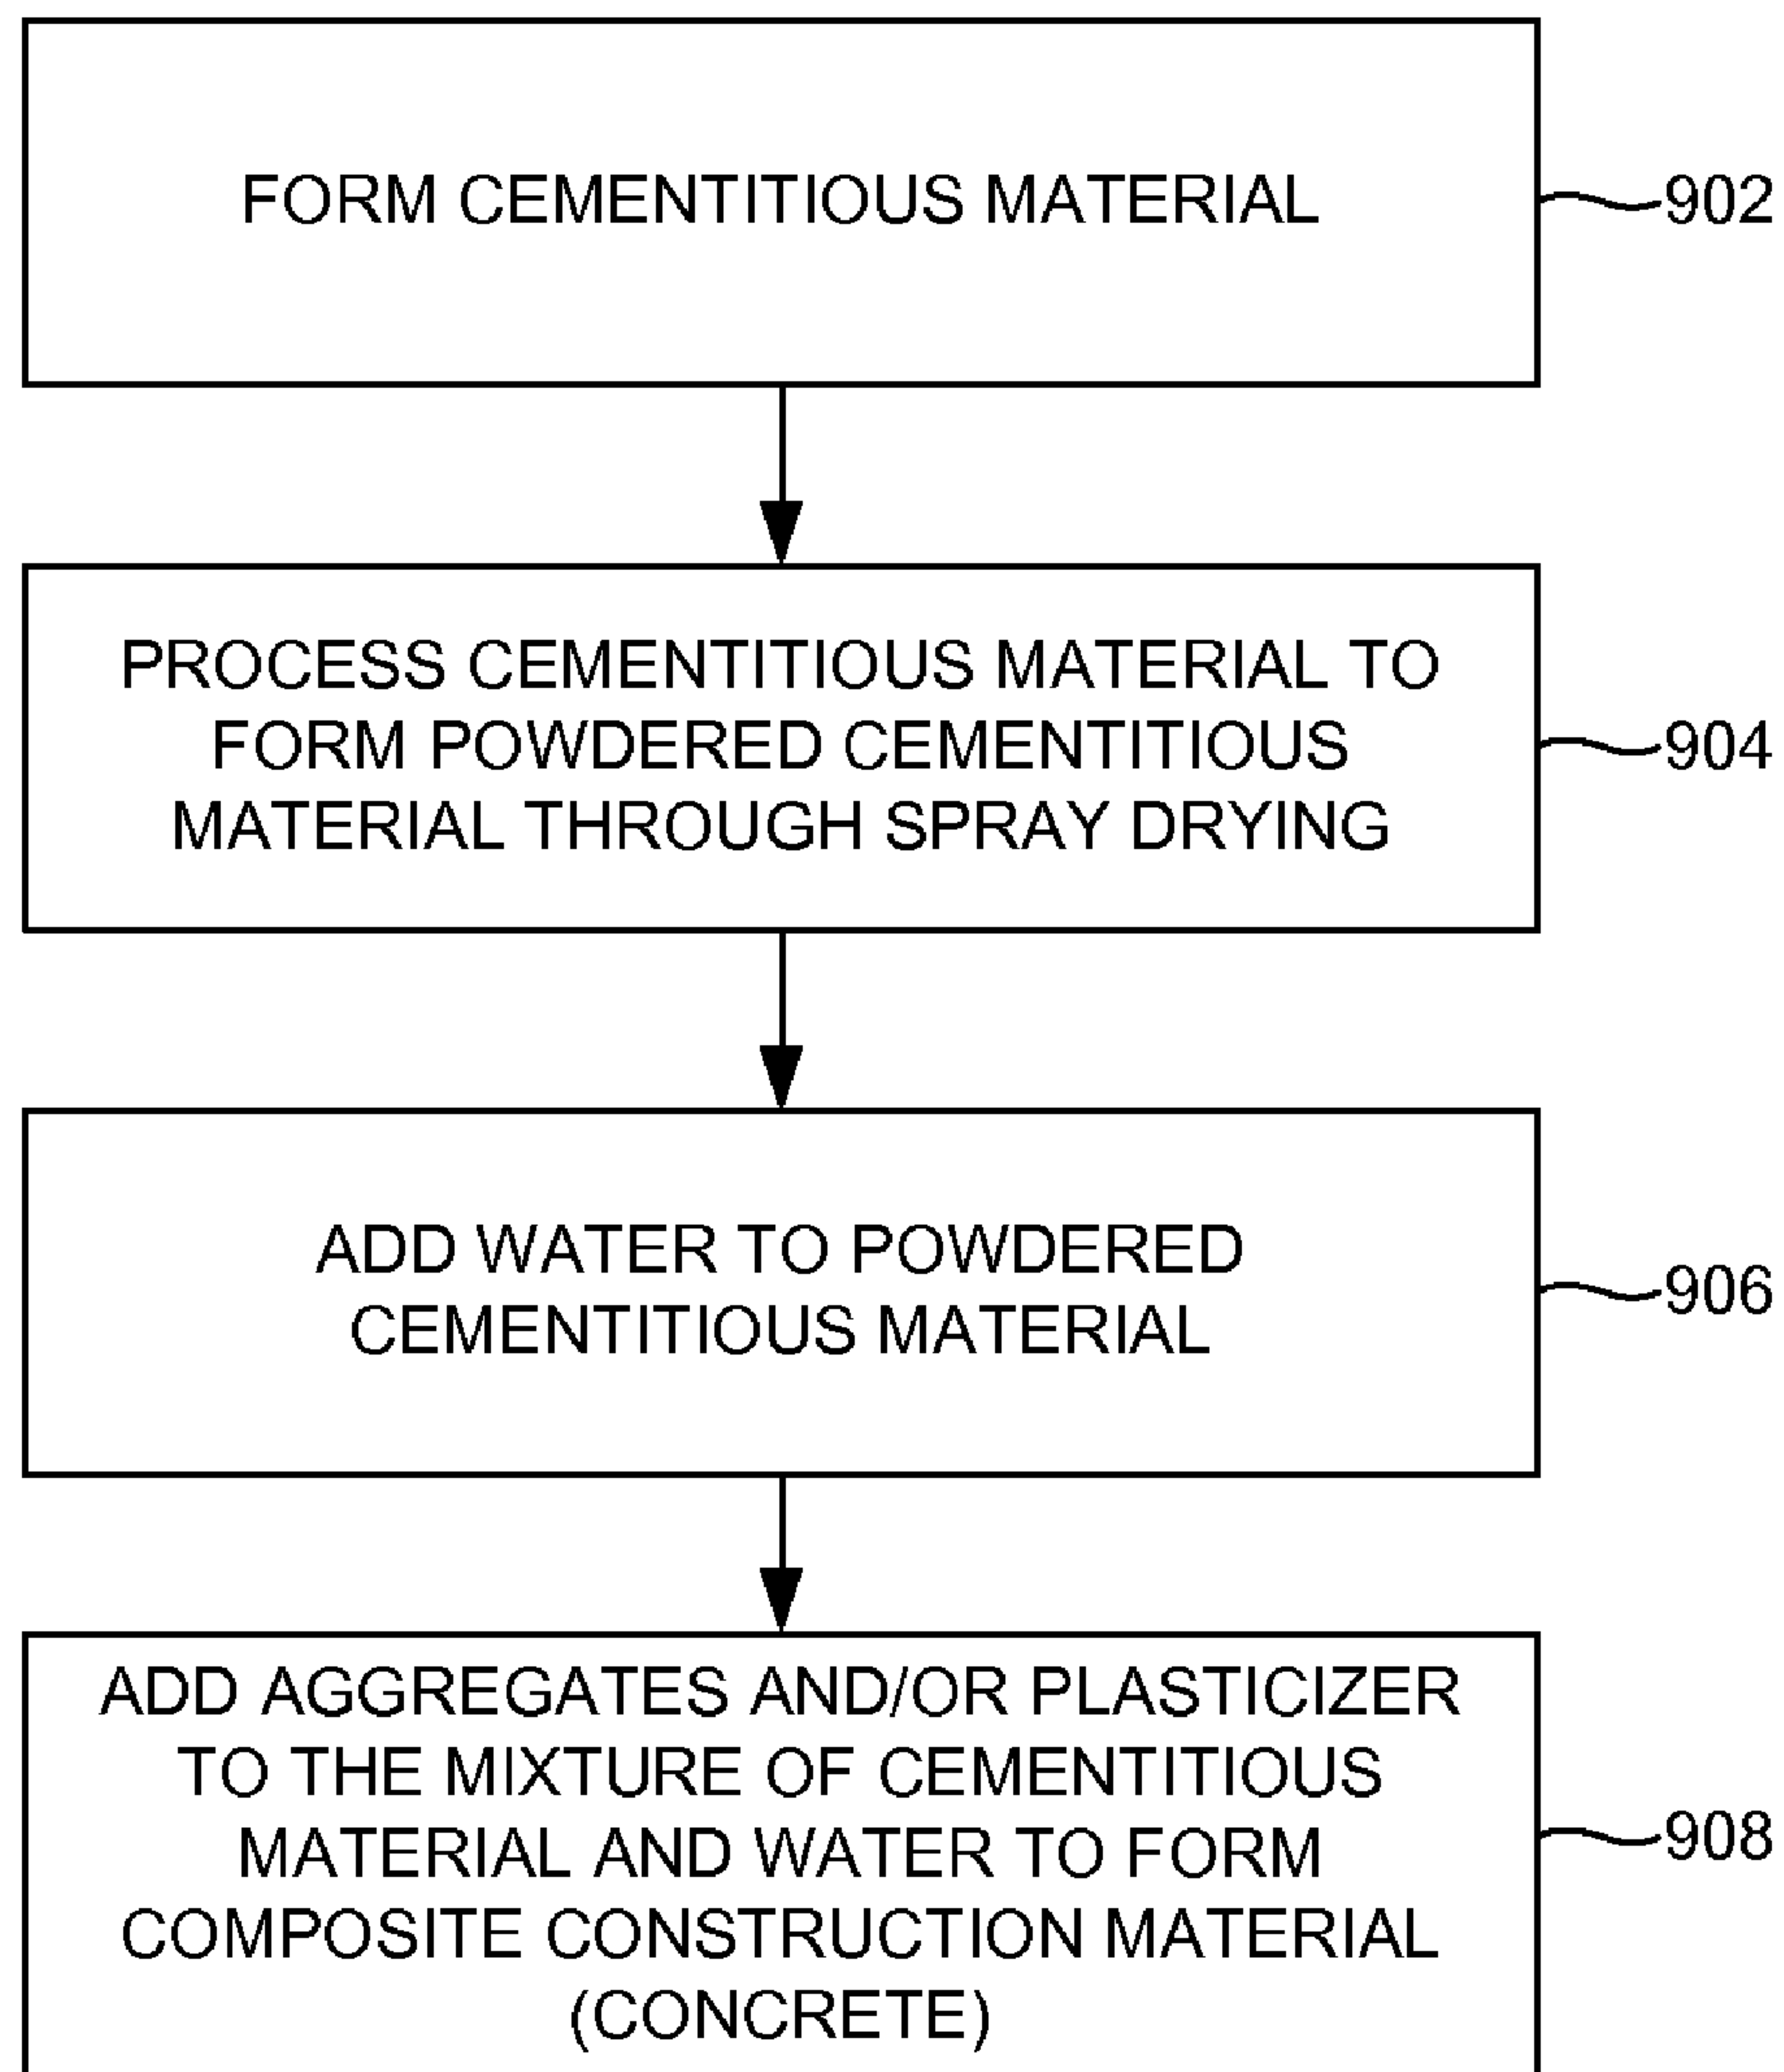 FORM CEMENTITIOUS MATERIAL
902
PROCESS CEMENTITIOUS MATERIAL TO
FORM POWDERED CEMENTITIOUS
MATERIAL THROUGH SPRAY DRYING
904
ADD WATER TO POWDERED
CEMENTITIOUS MATERIAL
906
ADD AGGREGATES AND/OR PLASTICIZER
TO THE MIXTURE OF CEMENTITIOUS
MATERIAL AND WATER TO FORM
COMPOSITE CONSTRUCTION MATERIAL
(CONCRETE)
908